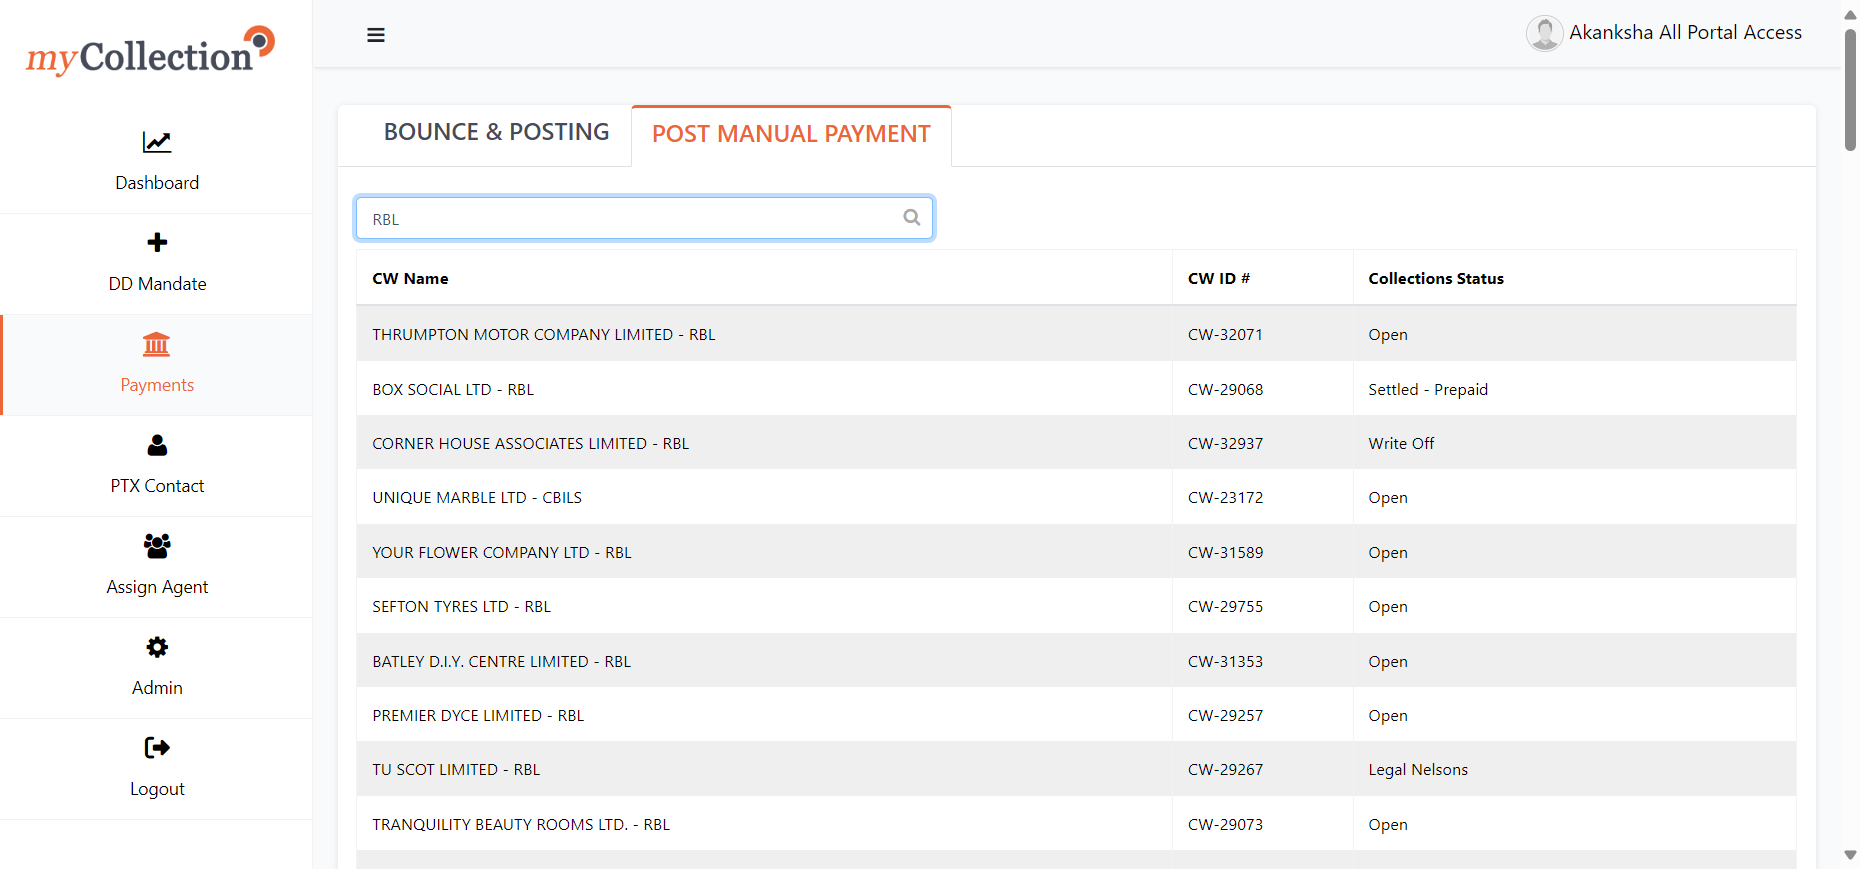 myCollection
Akanksha All Portal Access
Dashboard
DD Mandate
Payments
PTX Contact
Assign Agent
Admin
Logout
BOUNCE & POSTING
POST MANUAL PAYMENT
RBL
CW Name CW ID # Collections Status
THRUMPTON MOTOR COMPANY LIMITED - RBL CW-32071 Open
BOX SOCIAL LTD - RBL CW-29068 Settled - Prepaid
CORNER HOUSE ASSOCIATES LIMITED - RBL CW-32937 Write Off
UNIQUE MARBLE LTD - CBILS CW-23172 Open
YOUR FLOWER COMPANY LTD - RBL CW-31589 Open
SEFTON TYRES LTD - RBL CW-29755 Open
BATLEY D.I.Y. CENTRE LIMITED - RBL CW-31353 Open
PREMIER DYCE LIMITED - RBL CW-29257 Open
TU SCOT LIMITED - RBL CW-29267 Legal Nelsons
TRANQUILITY BEAUTY ROOMS LTD. - RBL CW-29073 Open